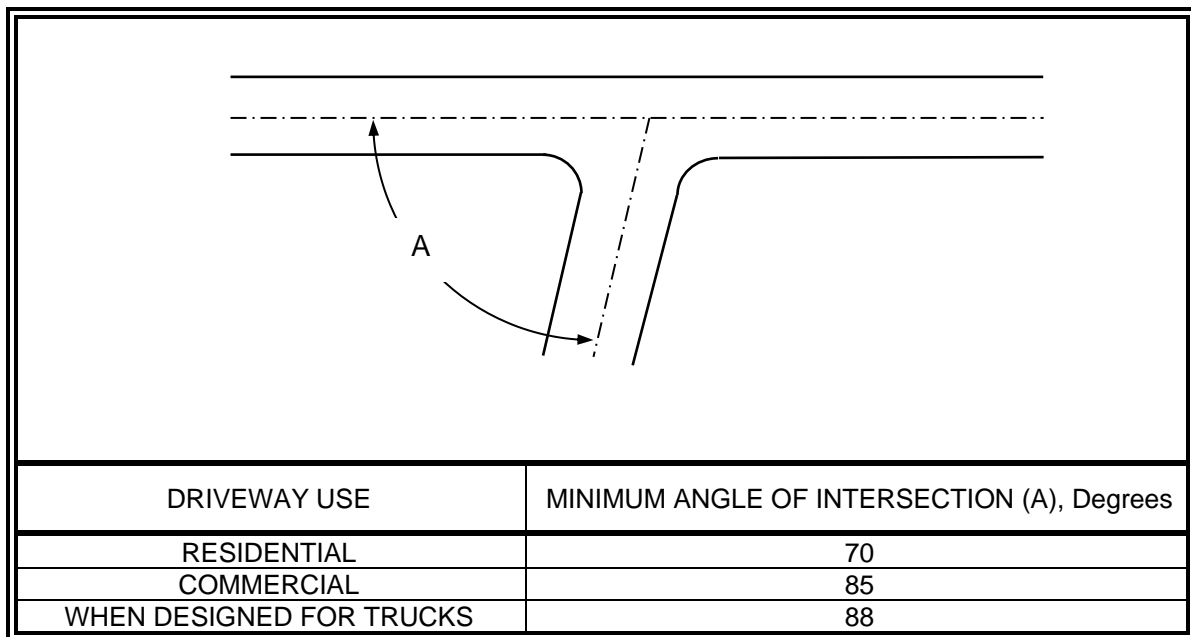 A
DRIVEWAY USE MINIMUM ANGLE OF INTERSECTION (A), Degrees
RESIDENTIAL 70
COMMERCIAL 85
WHEN DESIGNED FOR TRUCKS 88